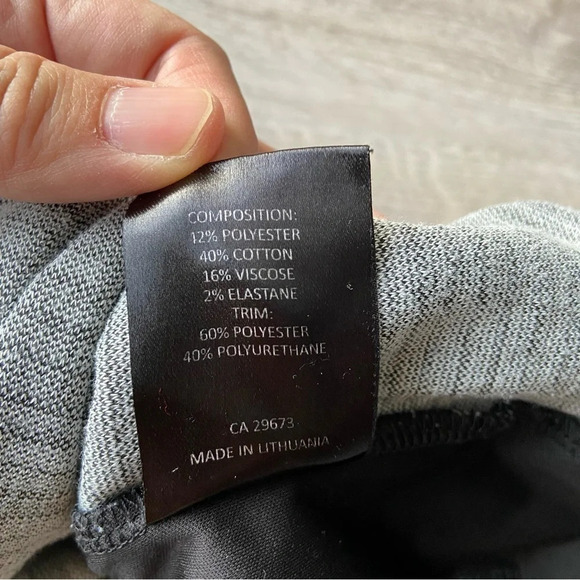 COMPOSITION:
12% POLYESTER
40% COTTON
16% VISCOSE
2% ELASTANE
TRIM:
60% POLYESTER
40% POLYURETHANE
CA 29673
MADE IN LITHUANIA